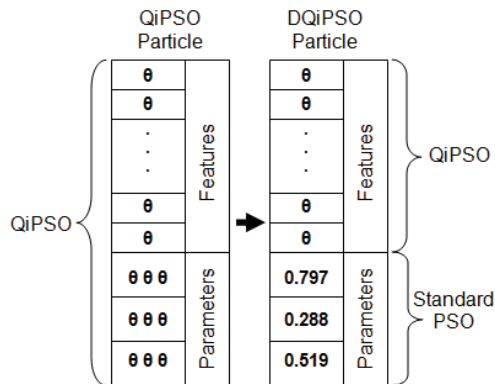 QiPSO
Particle
DQiPSO
Particle
θ
θ
.
.
.
.
θ
θ
Features
θ θ θ
θ θ θ
θ θ θ
Parameters
QiPSO
θ
θ
.
.
.
.
θ
θ
Features
0.797
0.288
0.519
Parameters
QiPSO
Standard
PSO